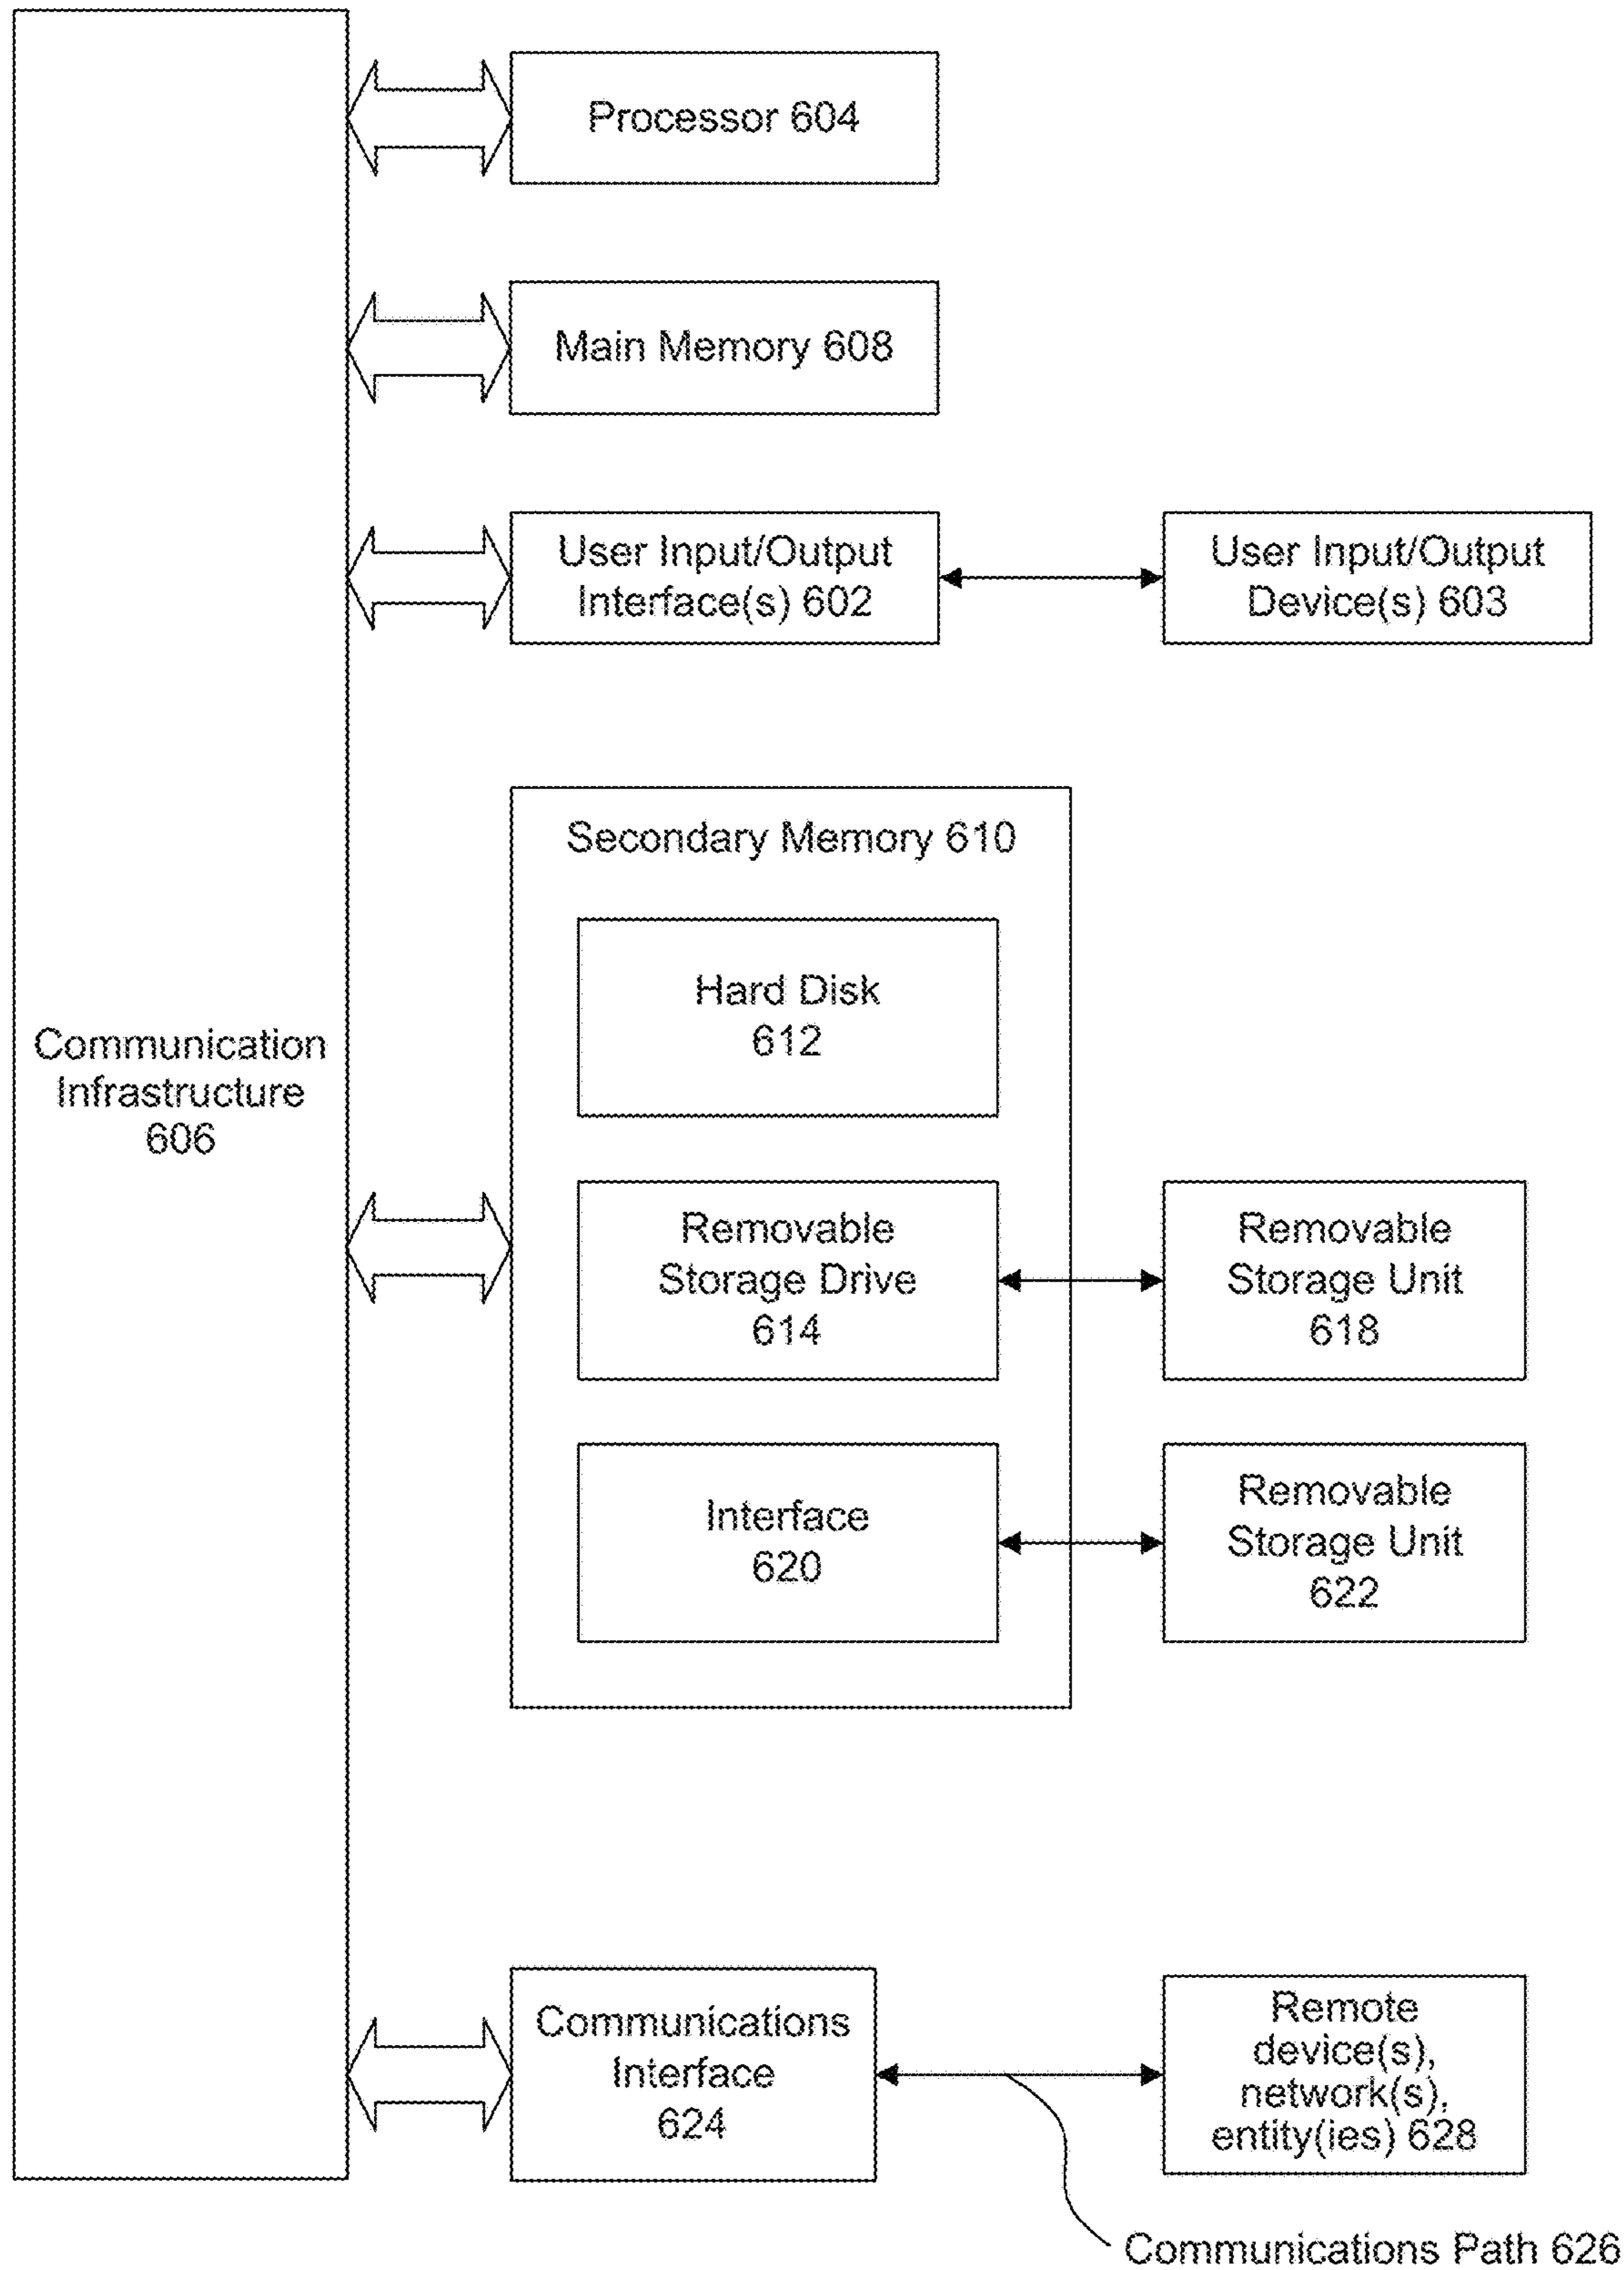 Processor 604
Main Memory 608
User Input/Output
Interface(s) 602
User Input/Output
Device(s) 603
Secondary Memory 610
Hard Disk
612
Communication
Infrastructure
606
Removable
Storage Drive
614
Removable
Storage Unit
618
Interface
620
Removable
Storage Unit
622
Communications
Interface
624
Remote
device(s),
network(s),
entity(ies) 628
Communications Path 626